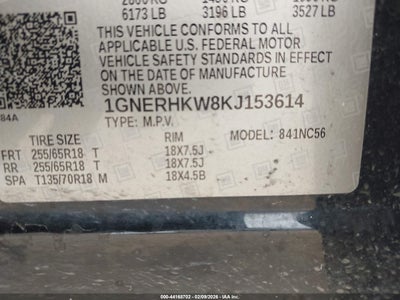 6173 LB 3196 LB 3527 LB
THIS VEHICLE CONFORMS TO ALL APPLICABLE
U.S. FEDERAL MOTOR
VEHICLE SAFETY STANDARDS
IN EFFECT ON THE DATE OF MANUFACTURE
SHOWN ABOVE.
84A
1GNERHKW8KJ153614
TYPE: M.P.V.
MODEL: 841NC56
TIRE SIZE RIM
FRT 255/65R18 T 18X7.5J
RR 255/65R18 T 18X7.5J
SPA T135/70R18 M 18X4.5B
000-44168702 - 02/09/2026 - IAA Inc.